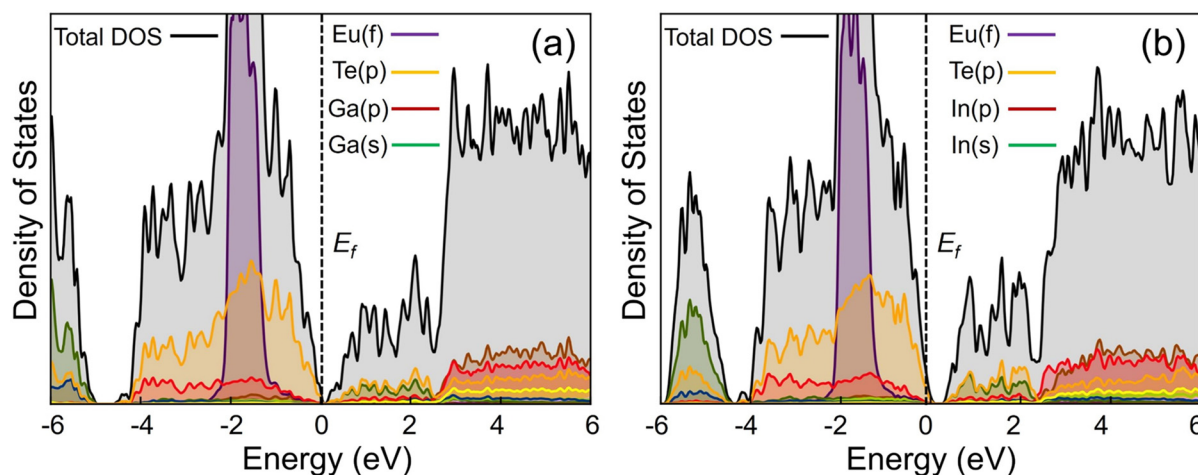 Total DOS
Eu(f)
Te(p)
Ga(p)
Ga(s)
(a)
E_f
Density of States
-6 -4 -2 0 2 4 6
Energy (eV)
Total DOS
Eu(f)
Te(p)
In(p)
In(s)
(b)
E_f
Density of States
-6 -4 -2 0 2 4 6
Energy (eV)